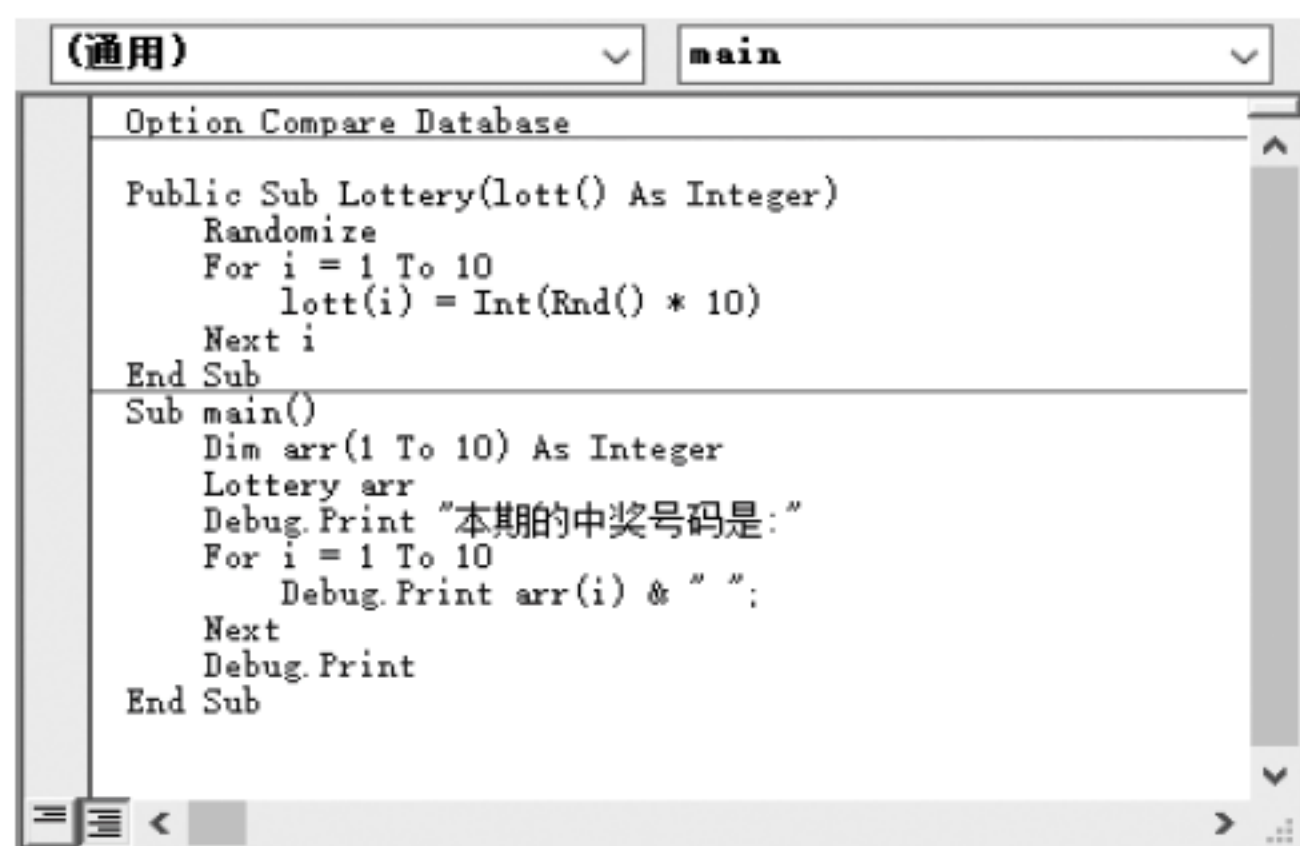 (通用)
main
Option Compare Database
Public Sub Lottery(lott() As Integer)
Randomize
For i = 1 To 10
lott(i) = Int(Rnd() * 10)
Next i
End Sub
Sub main()
Dim arr(1 To 10) As Integer
Lottery arr
Debug.Print "本期的中奖号码是:"
For i = 1 To 10
Debug.Print arr(i) & " ";
Next
Debug.Print
End Sub